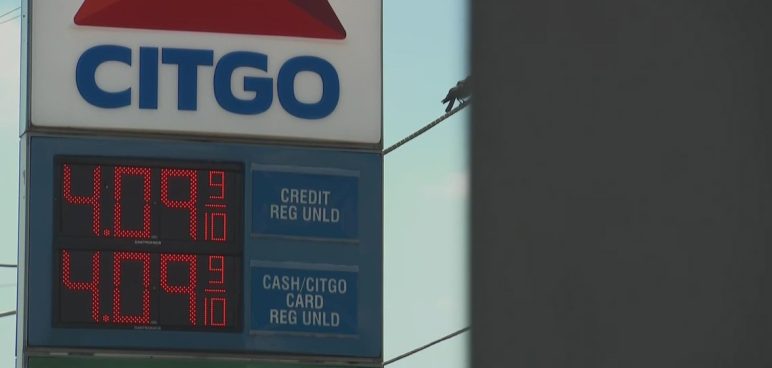 CITGO
4.09 9/10
CREDIT
REG UNLD
4.09 9/10
CASH/CITGO
CARD
REG UNLD